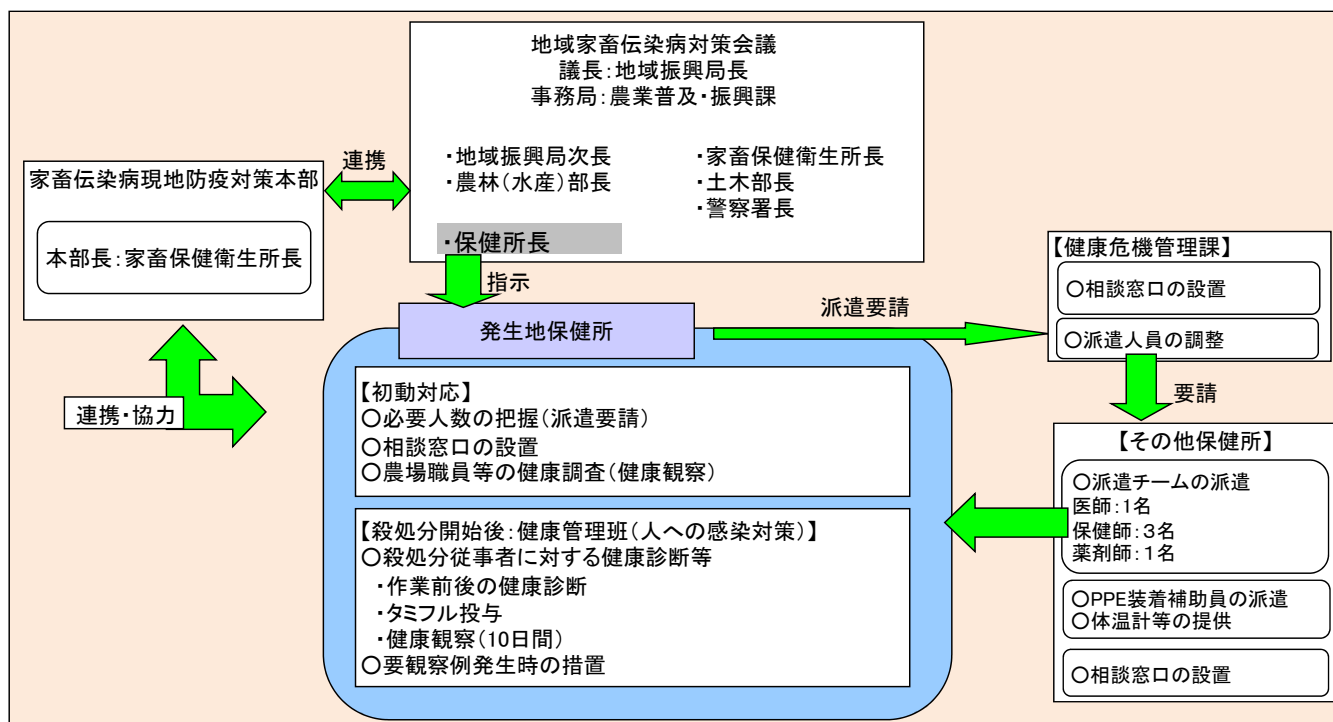 地域家畜伝染病対策会議
議長：地域振興局長
事務局：農業普及・振興課
・地域振興局次長
・農林（水産）部長
・家畜保健衛生所長
・土木部長
・警察署長
・保健所長
連携
家畜伝染病現地防疫対策本部
本部長：家畜保健衛生所長
指示
発生地保健所
派遣要請
【健康危機管理課】
〇相談窓口の設置
〇派遣人員の調整
要請
連携・協力
【初動対応】
〇必要人数の把握（派遣要請）
〇相談窓口の設置
〇農場職員等の健康調査（健康観察）
【殺処分開始後：健康管理班（人への感染対策）】
〇殺処分従事者に対する健康診断等
・作業前後の健康診断
・タミフル投与
・健康観察（10日間）
〇要観察例発生時の措置
【その他保健所】
〇派遣チームの派遣
医師：1名
保健師：3名
薬剤師：1名
〇PPE装着補助員の派遣
〇体温計等の提供
〇相談窓口の設置